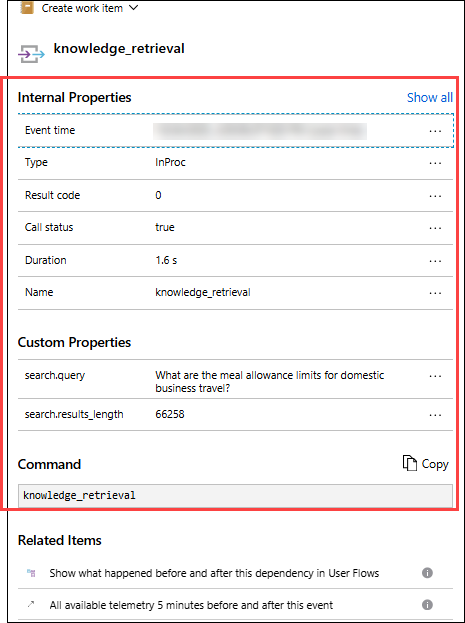 Create work item
knowledge_retrieval
Internal Properties Show all
Event time ...
Type InProc ...
Result code 0 ...
Call status true ...
Duration 1.6 s ...
Name knowledge_retrieval ...
Custom Properties
search.query What are the meal allowance limits for domestic ...
business travel?
search.results_length 66258 ...
Command Copy
knowledge_retrieval
Related Items
Show what happened before and after this dependency in User Flows
All available telemetry 5 minutes before and after this event